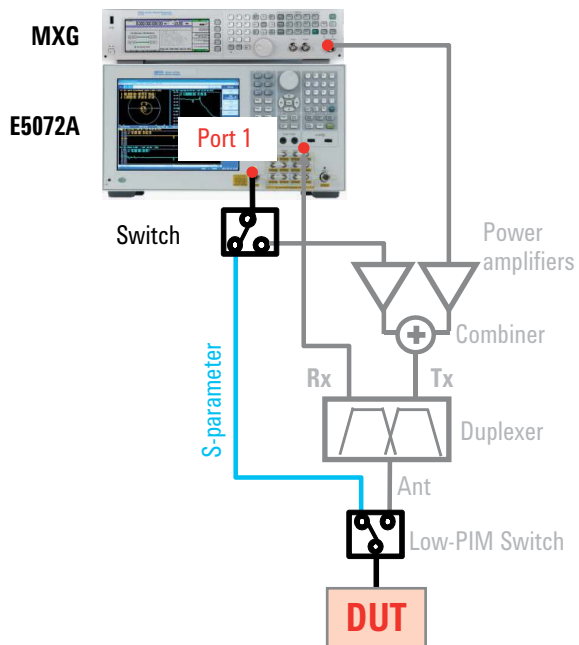 MXG
E5072A
Port 1
Switch
Power
amplifiers
Combiner
S-parameter
Rx
Tx
Duplexer
Ant
Low-PIM Switch
DUT